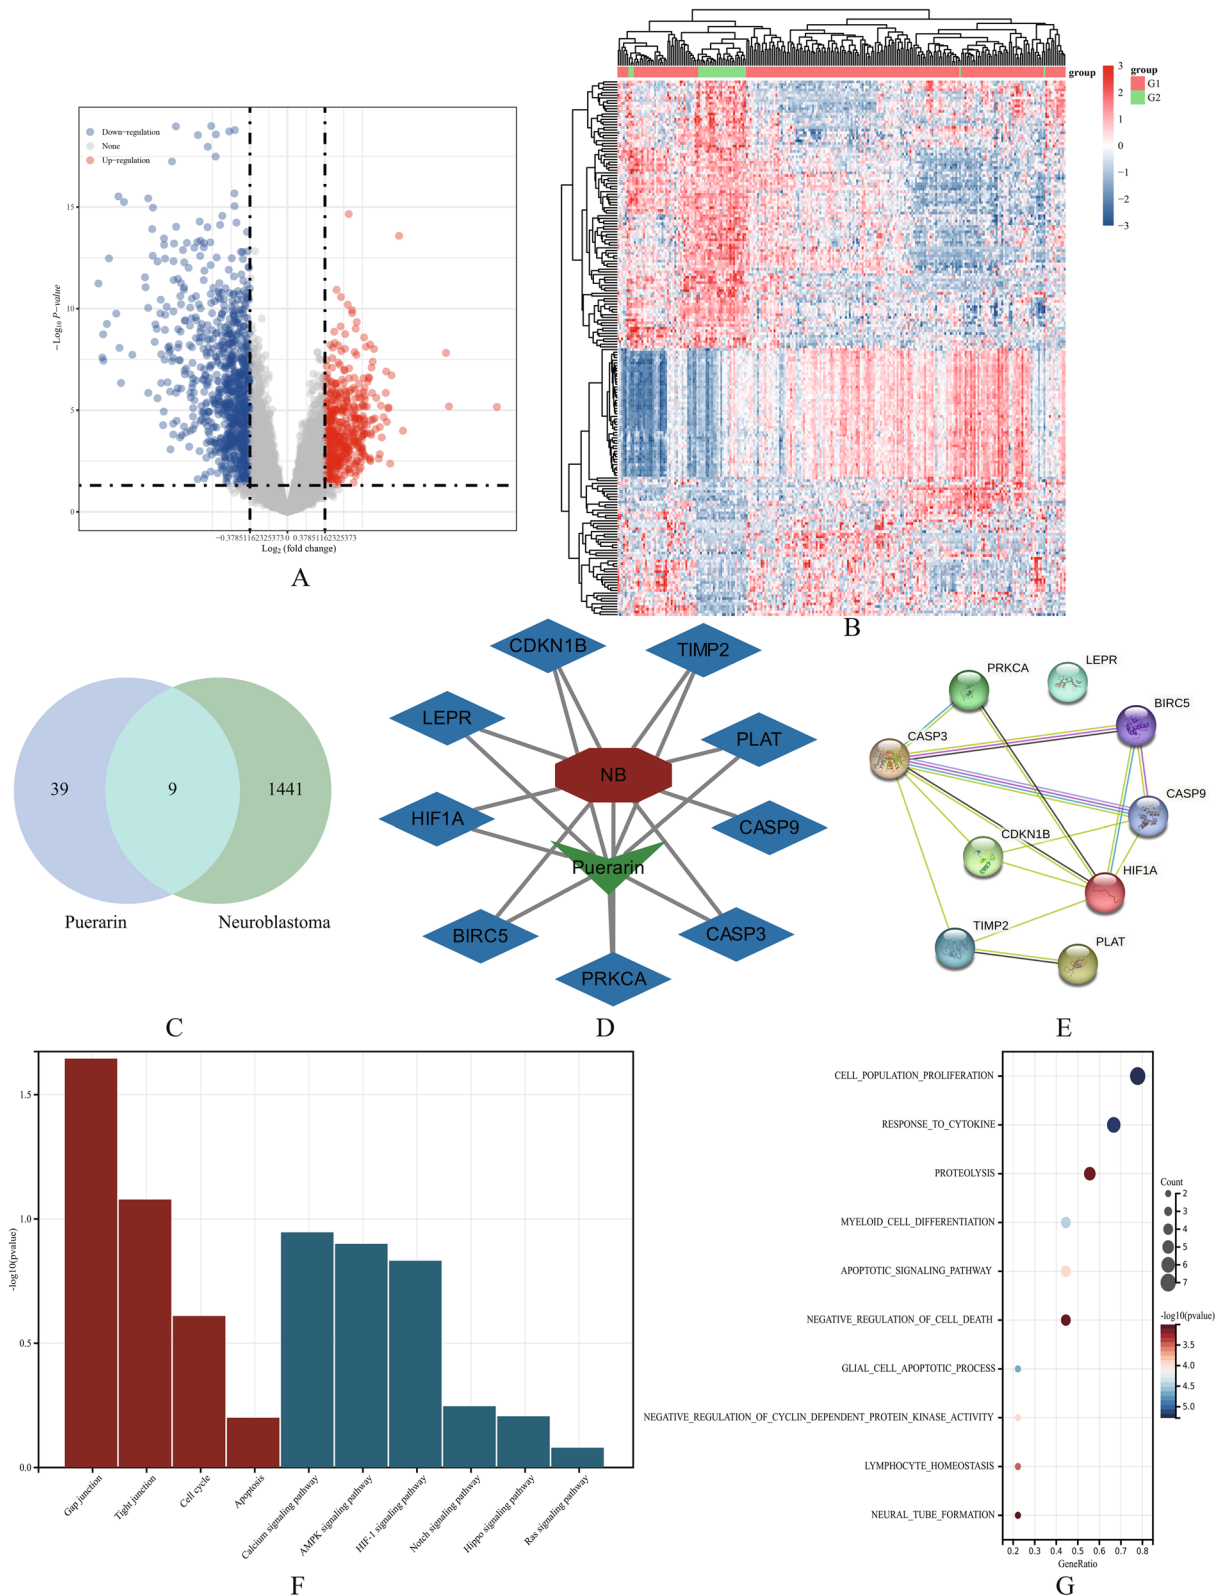 Down-regulation
None
Up-regulation
15
10
5
0
-Log10 P-value
-0.37851162325373 0 0.37851162325373
Log2 (fold change)
A
group
3
2
1
0
-1
-2
-3
group
G1
G2
B
39
9
1441
Puerarin
Neuroblastoma
C
CDKN1B
TIMP2
LEPR
PLAT
NB
HIF1A
CASP9
Puerarin
BIRC5
CASP3
PRKCA
D
PRKCA
LEPR
BIRC5
CASP3
CASP9
CDKN1B
HIF1A
TIMP2
PLAT
E
1.5
1.0
0.5
0.0
-log10(pvalue)
Gap junction
Tight junction
Cell cycle
Apoptosis
Calcium signaling pathway
AMPK signaling pathway
HIF-1 signaling pathway
Notch signaling pathway
Hippo signaling pathway
Ras signaling pathway
F
CELL_POPULATION_PROLIFERATION
RESPONSE_TO_CYTOKINE
PROTEOLYSIS
MYELOID_CELL_DIFFERENTIATION
APOPTOTIC_SIGNALING_PATHWAY
NEGATIVE_REGULATION_OF_CELL_DEATH
GLIAL_CELL_APOPTOTIC_PROCESS
NEGATIVE_REGULATION_OF_CYCLIN_DEPENDENT_PROTEIN_KINASE_ACTIVITY
LYMPHOCYTE_HOMEOSTASIS
NEURAL_TUBE_FORMATION
0.2 0.3 0.4 0.5 0.6 0.7 0.8
GeneRatio
Count
2
3
4
5
6
7
-log10(pvalue)
3.5
4.0
4.5
5.0
G